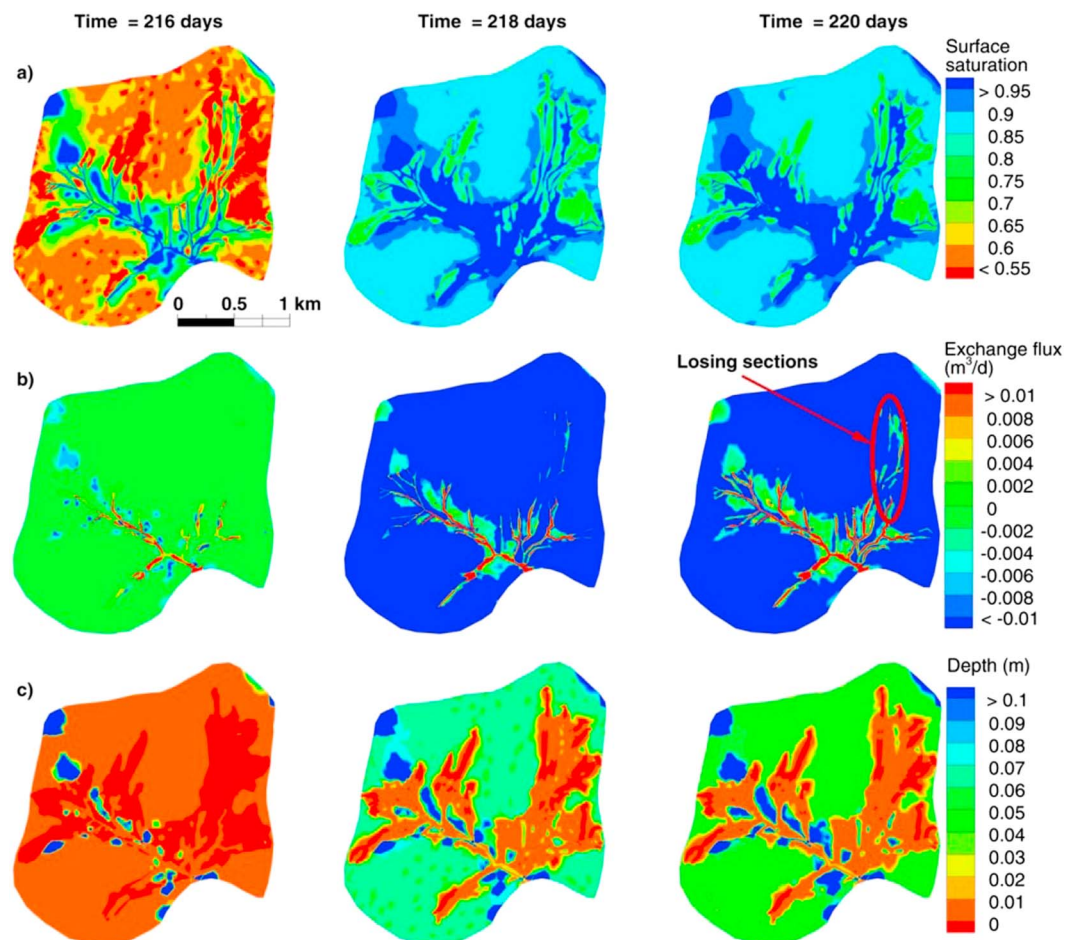 Time = 216 days
Time = 218 days
Time = 220 days
a)
Surface
saturation
> 0.95
0.9
0.85
0.8
0.75
0.7
0.65
0.6
< 0.55
0 0.5 1 km
b)
Losing sections
Exchange flux
(m³/d)
> 0.01
0.008
0.006
0.004
0.002
0
-0.002
-0.004
-0.006
-0.008
< -0.01
c)
Depth (m)
> 0.1
0.09
0.08
0.07
0.06
0.05
0.04
0.03
0.02
0.01
0